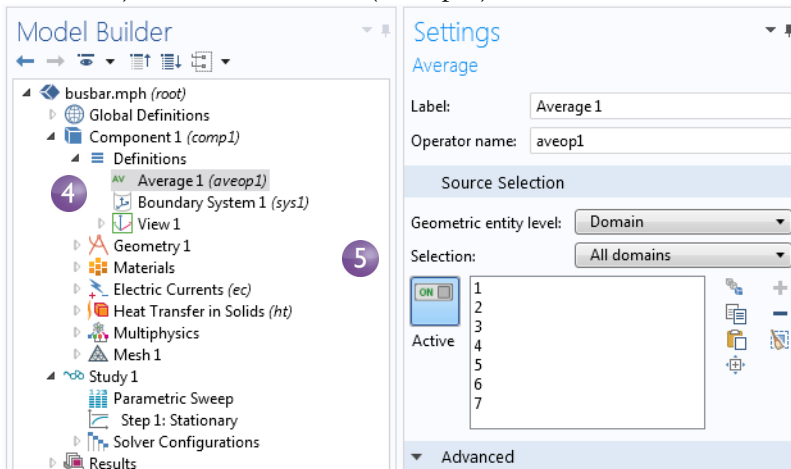 Model Builder
busbar.mph (root)
Global Definitions
Component 1 (comp1)
Definitions
AV Average 1 (aveop1)
4
Boundary System 1 (sys1)
View 1
Geometry 1
Materials
Electric Currents (ec)
Heat Transfer in Solids (ht)
Multiphysics
Mesh 1
Study 1
Parametric Sweep
Step 1: Stationary
Solver Configurations
Results
Settings
Average
Label: Average 1
Operator name: aveop1
Source Selection
Geometric entity level: Domain
5
Selection: All domains
ON
Active
1
2
3
4
5
6
7
Advanced